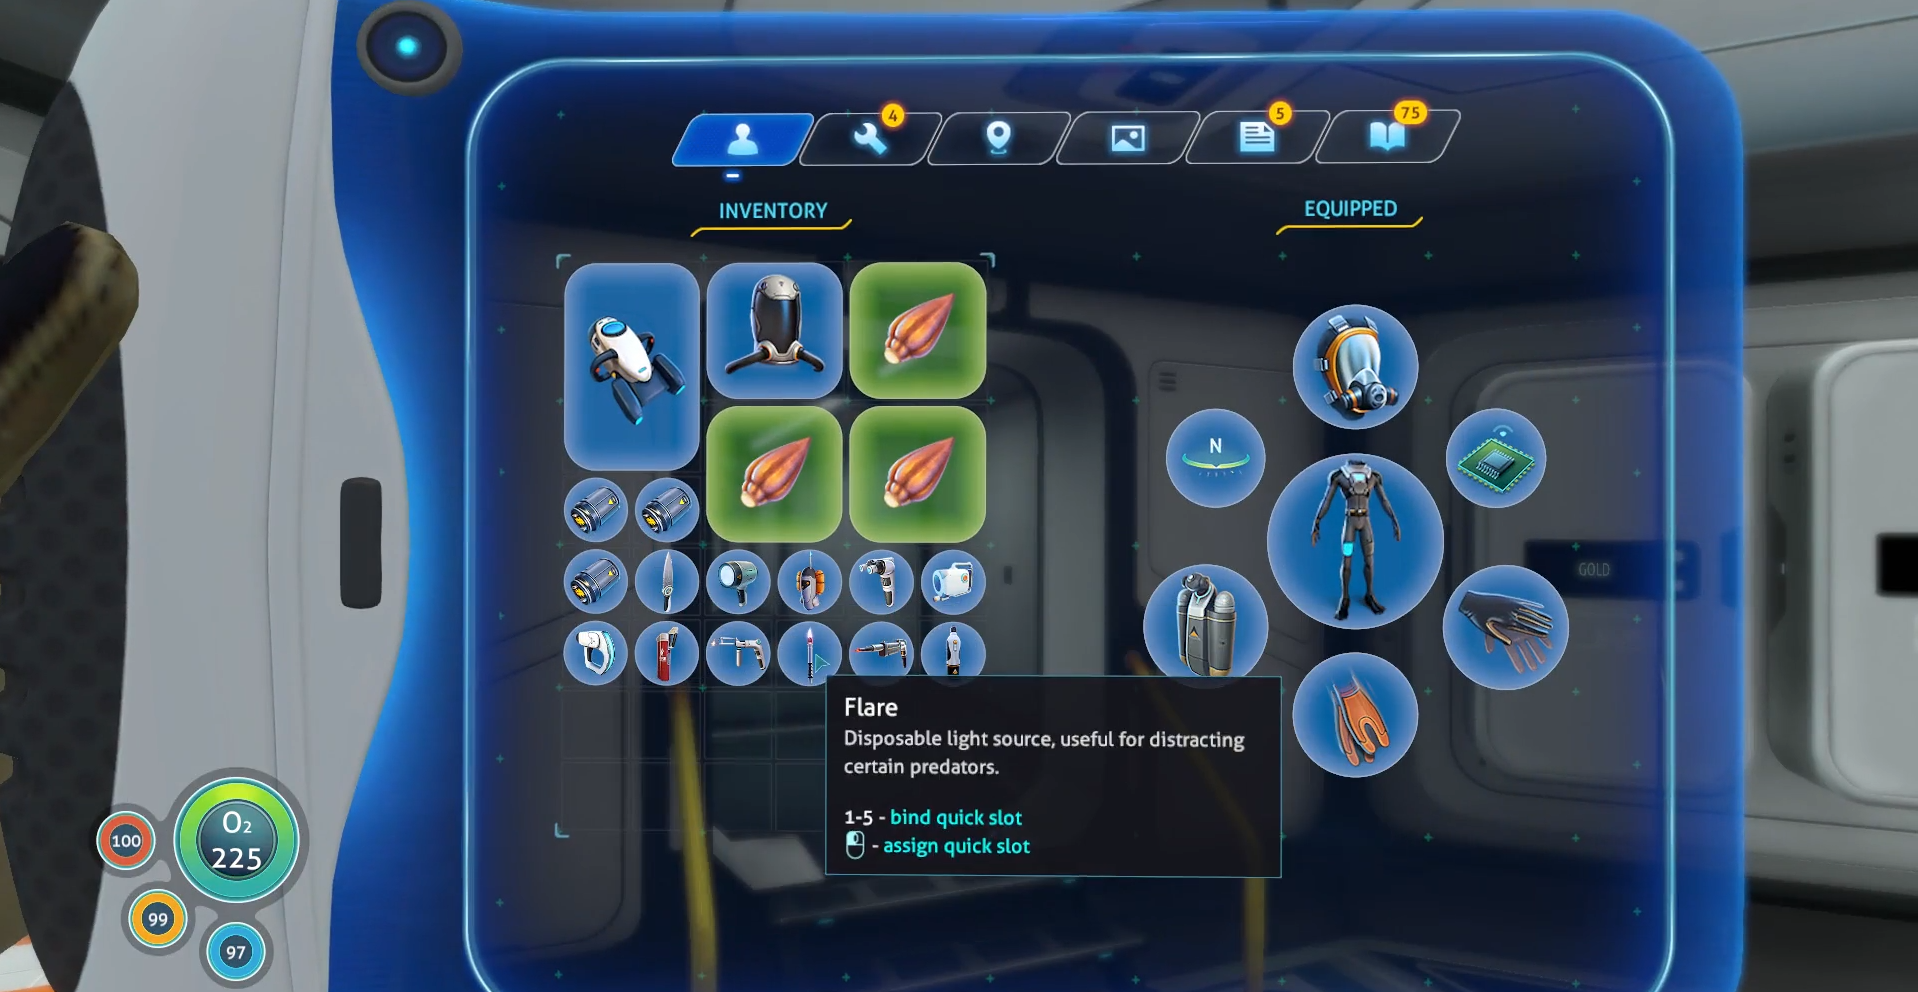 4
5
75
INVENTORY
EQUIPPED
N
GOLD
Flare
Disposable light source, useful for distracting
certain predators.
1-5 - bind quick slot
- assign quick slot
O2
225
100
99
97